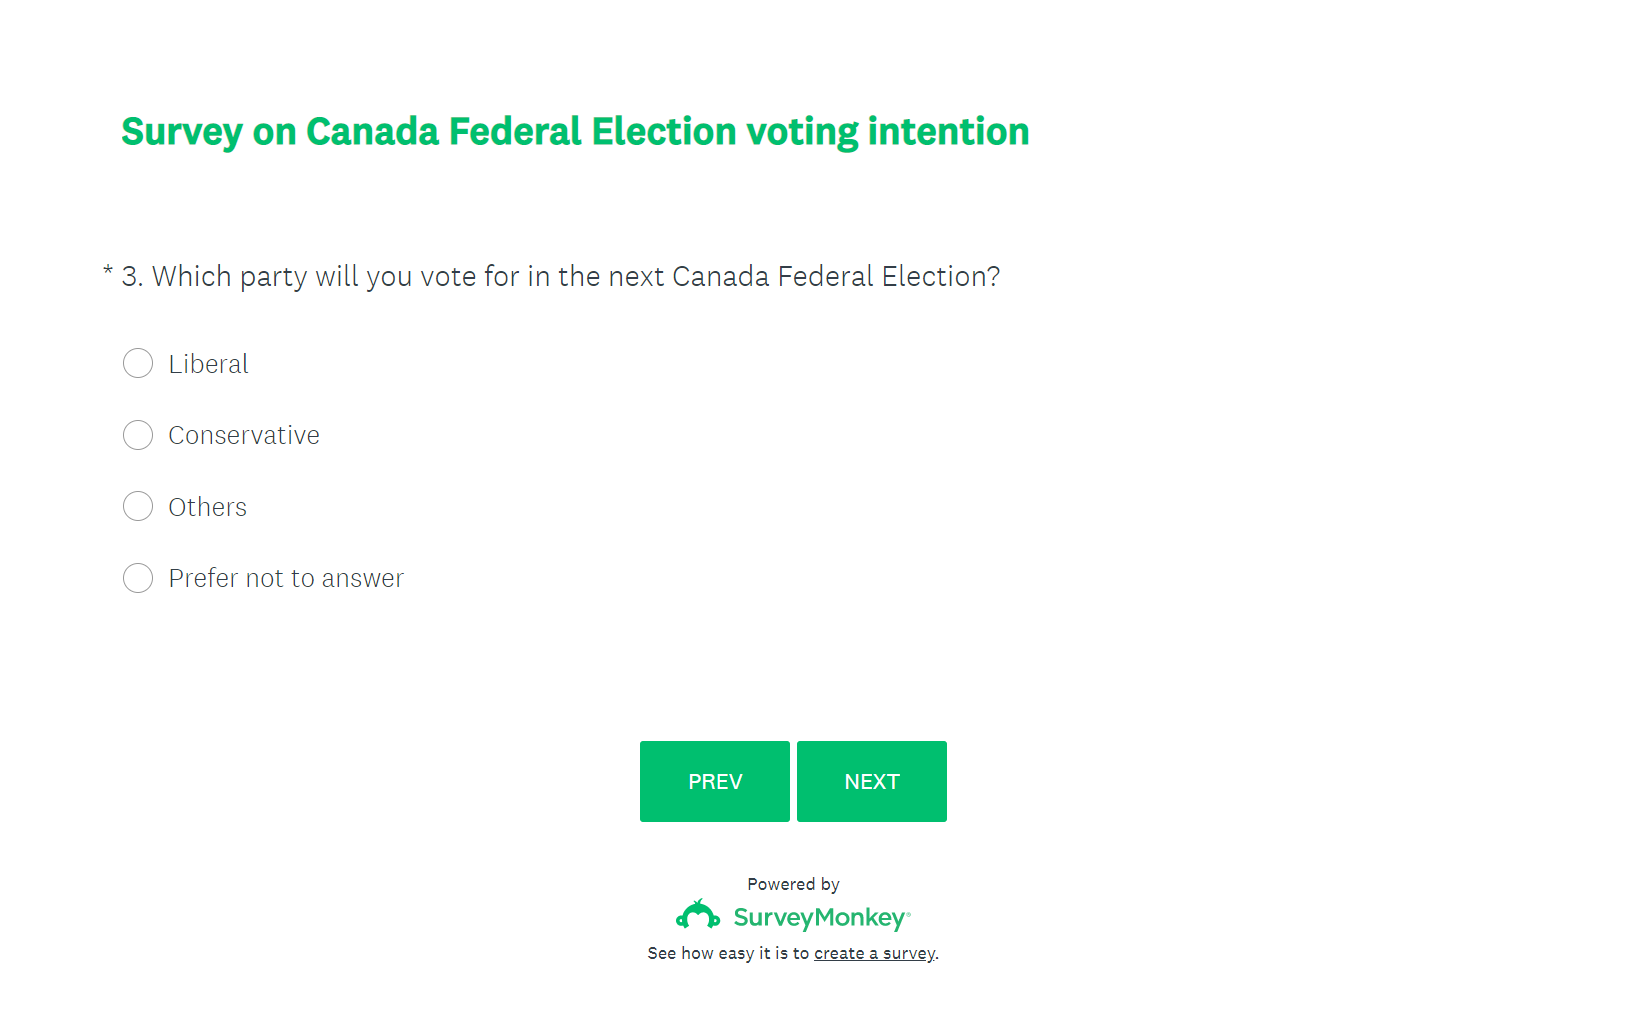 Survey on Canada Federal Election voting intention
* 3. Which party will you vote for in the next Canada Federal Election?
Liberal
Conservative
Others
Prefer not to answer
PREV
NEXT
Powered by
SurveyMonkey®
See how easy it is to create a survey.